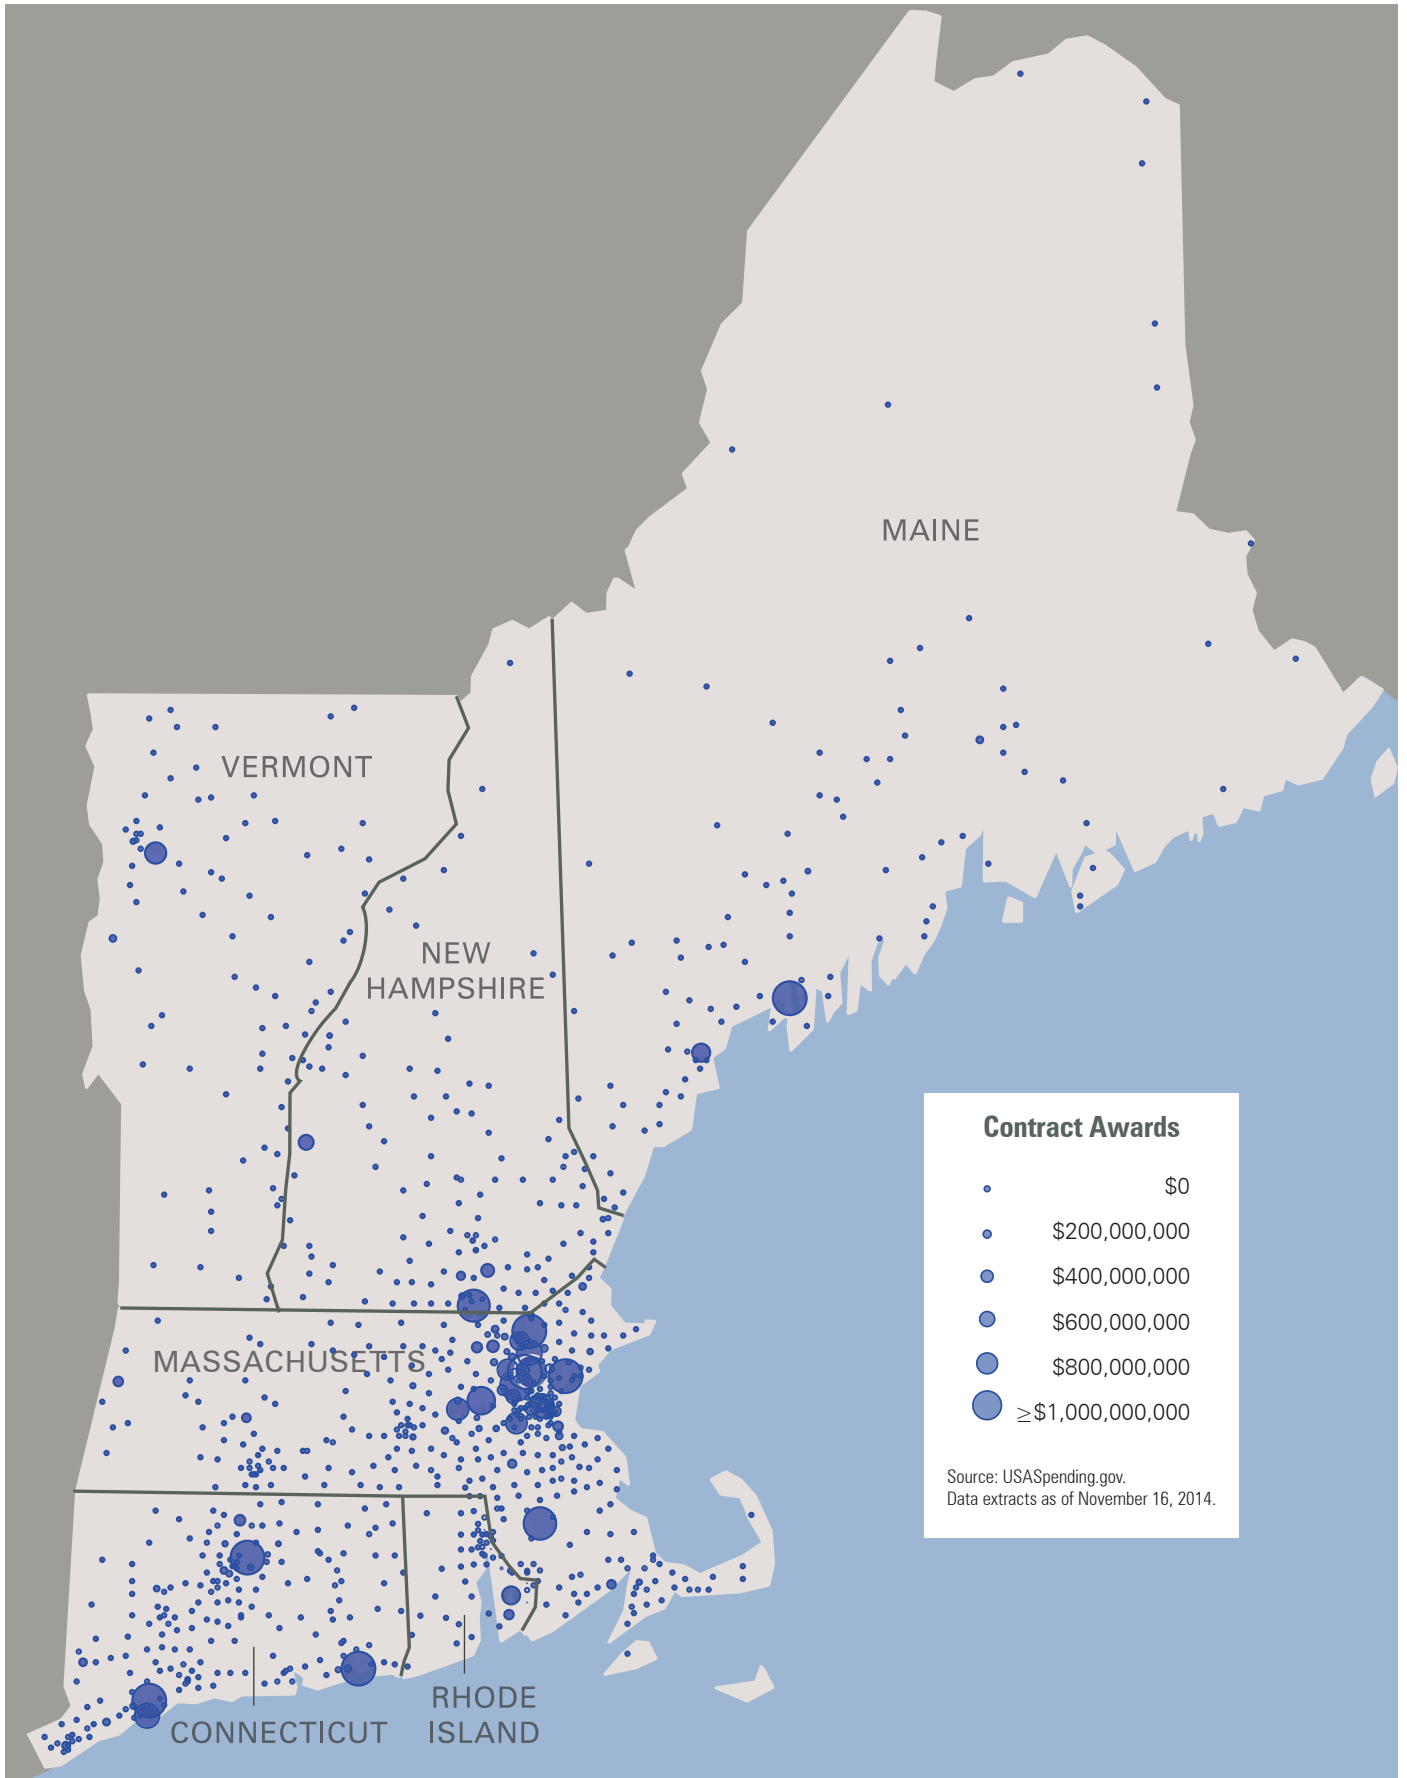 MAINE
VERMONT
NEW
HAMPSHIRE
Contract Awards
$0
$200,000,000
$400,000,000
$600,000,000
$800,000,000
≥$1,000,000,000
Source: USASpending.gov.
Data extracts as of November 16, 2014.
MASSACHUSETTS
RHODE
ISLAND
CONNECTICUT